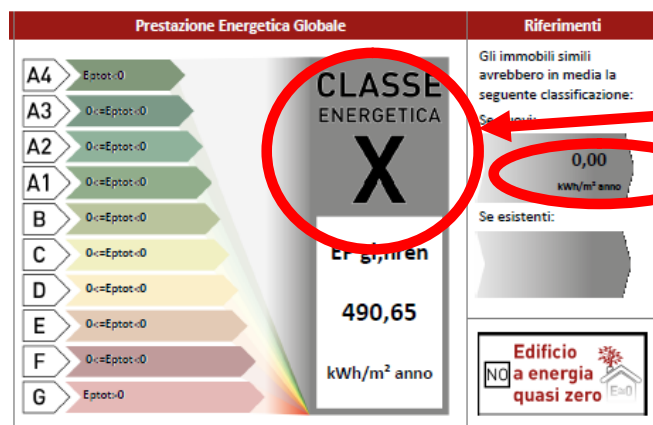 Prestazione Energetica Globale
Riferimenti
A4 Eptot<0
A3 0<=Eptot<0
A2 0<=Eptot<0
A1 0<=Eptot<0
B 0<=Eptot<0
C 0<=Eptot<0
D 0<=Eptot<0
E 0<=Eptot<0
F 0<=Eptot<0
G Eptot>0
CLASSE
ENERGETICA
X
EP gl,nren
490,65
kWh/m² anno
Gli immobili simili
avrebbero in media la
seguente classificazione:
Se nuovi:
0,00
kWh/m² anno
Se esistenti:
Edificio
NO a energia
quasi zero E≈0